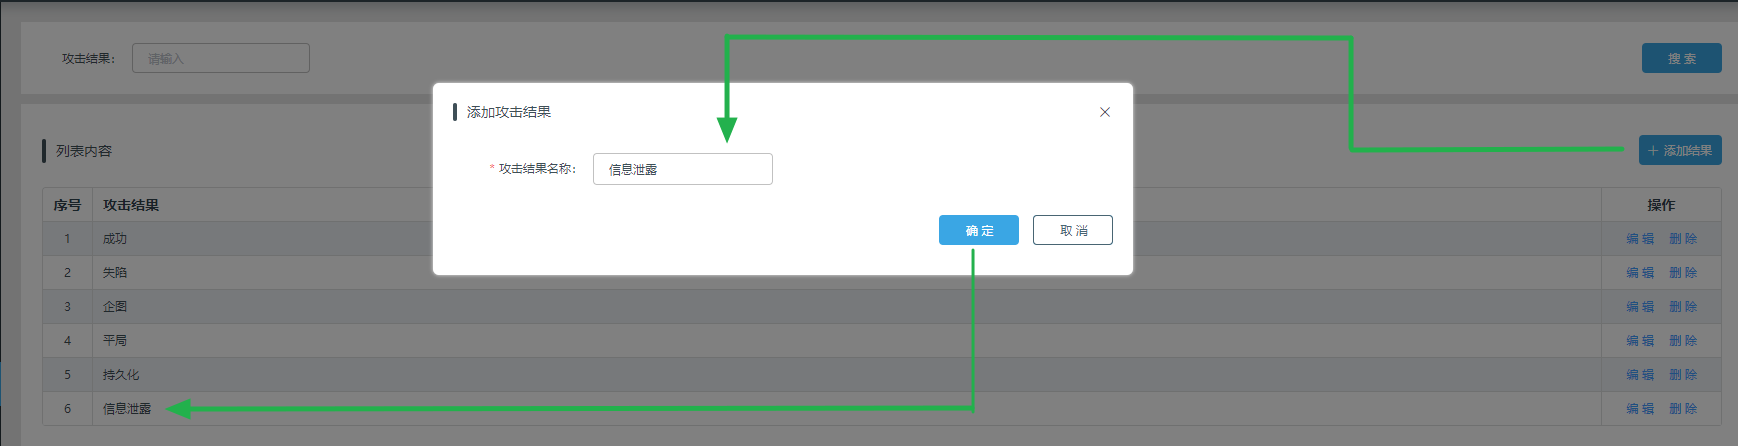 攻击结果： 请输入 搜 索
添加攻击结果
列表内容 + 添加结果
* 攻击结果名称： 信息泄露
序号 攻击结果 操作
确 定 取 消
1 成功 编 辑 删 除
2 失陷 编 辑 删 除
3 企图 编 辑 删 除
4 平局 编 辑 删 除
5 持久化 编 辑 删 除
6 信息泄露 编 辑 删 除